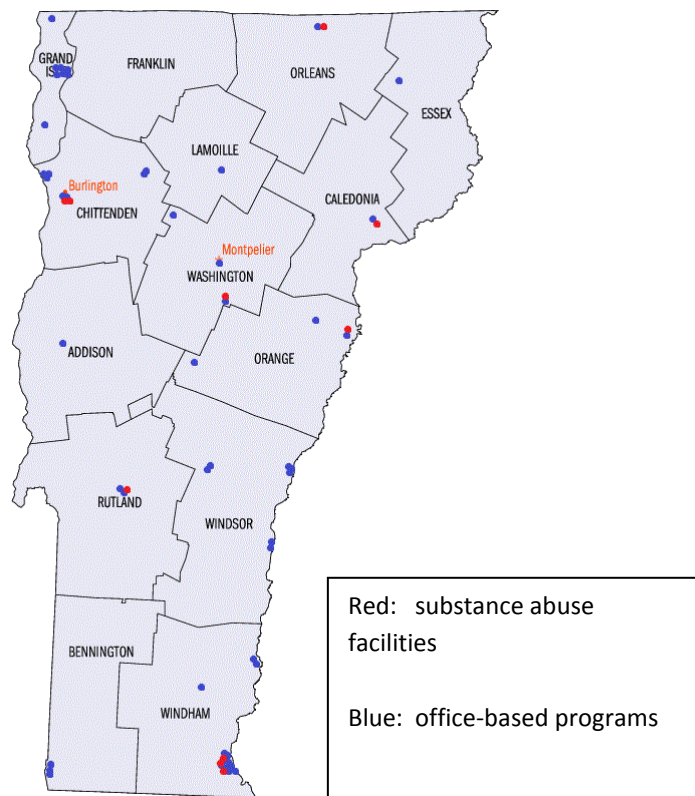 GRAND
ISLE
FRANKLIN
ORLEANS
ESSEX
LAMOILLE
Burlington
CHITTENDEN
CALEDONIA
Montpelier
WASHINGTON
ADDISON
ORANGE
RUTLAND
WINDSOR
BENNINGTON
WINDHAM
Red: substance abuse
facilities
Blue: office-based programs